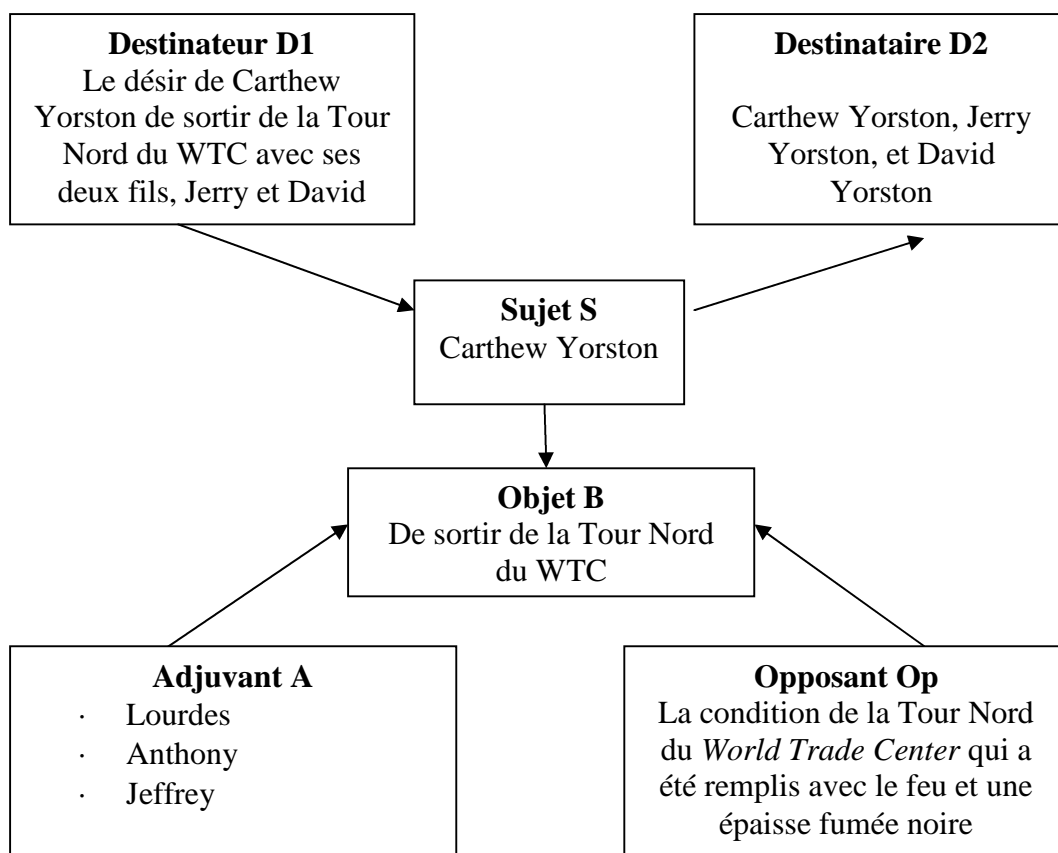 Destinateur D1
Le désir de Carthew
Yorston de sortir de la Tour
Nord du WTC avec ses
deux fils, Jerry et David
Destinataire D2
Carthew Yorston, Jerry
Yorston, et David
Yorston
Sujet S
Carthew Yorston
Objet B
De sortir de la Tour Nord
du WTC
Adjuvant A
· Lourdes
· Anthony
· Jeffrey
Opposant Op
La condition de la Tour Nord
du World Trade Center qui a
été remplis avec le feu et une
épaisse fumée noire